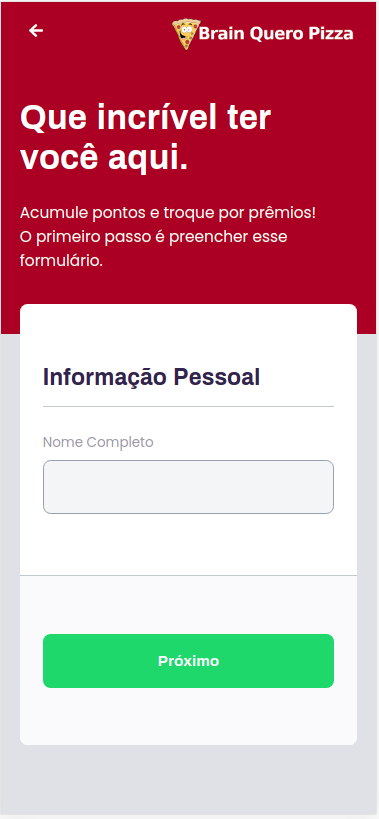 Brain Quero Pizza
Que incrível ter
você aqui.
Acumule pontos e troque por prêmios!
O primeiro passo é preencher esse
formulário.
Informação Pessoal
Nome Completo
Próximo